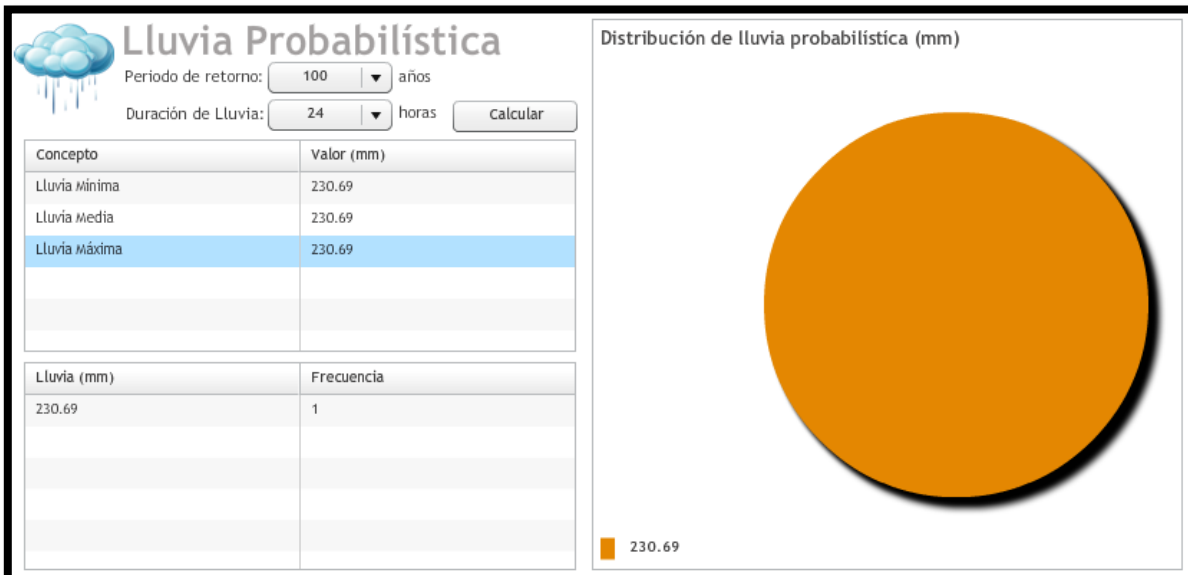 Lluvia Probabilística
Periodo de retorno: 100 años
Duración de Lluvia: 24 horas Calcular
Concepto Valor (mm)
Lluvia Mínima 230.69
Lluvia Media 230.69
Lluvia Máxima 230.69
Lluvia (mm) Frecuencia
230.69 1
Distribución de lluvia probabilística (mm)
230.69